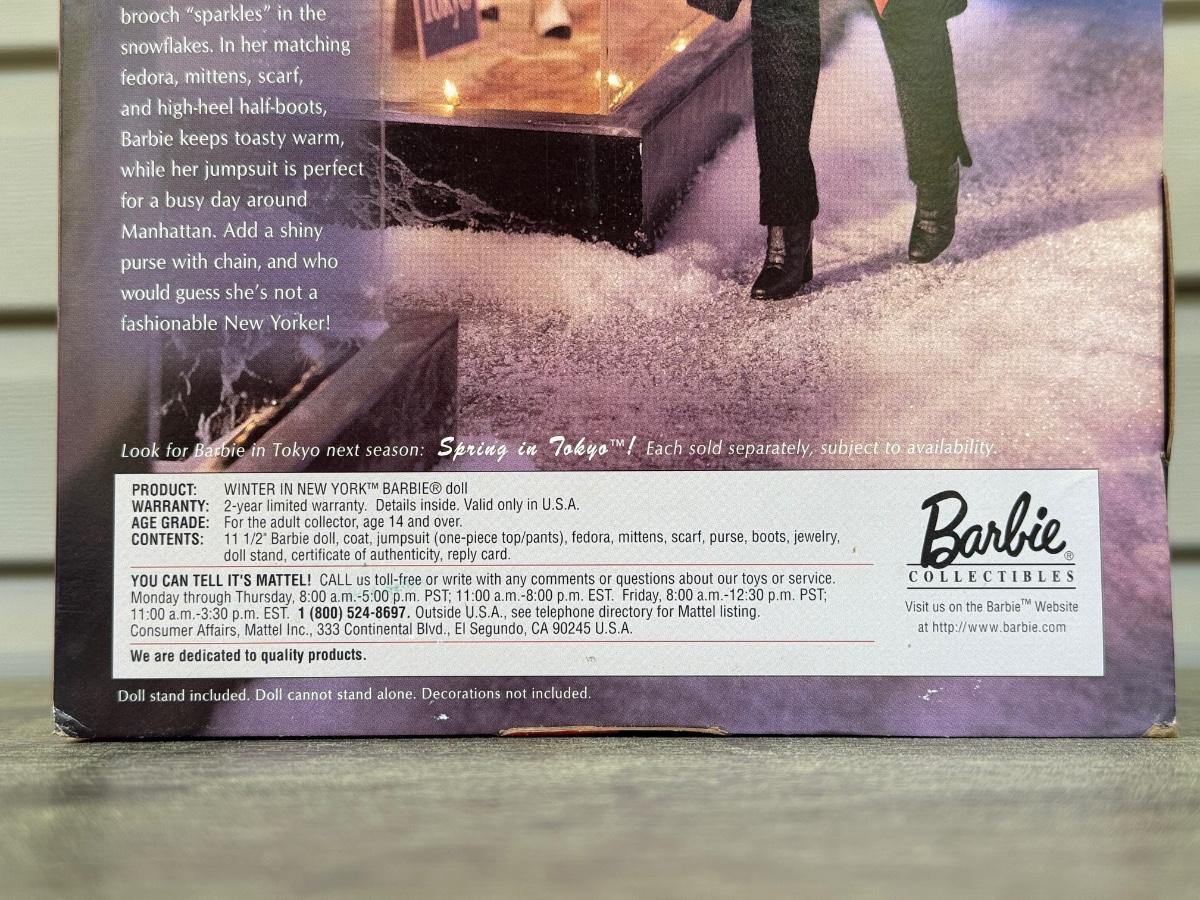 brooch “sparkles” in the
snowflakes. In her matching
fedora, mittens, scarf,
and high-heel half-boots,
Barbie keeps toasty warm,
while her jumpsuit is perfect
for a busy day around
Manhattan. Add a shiny
purse with chain, and who
would guess she’s not a
fashionable New Yorker!
Look for Barbie in Tokyo next season: Spring in Tokyo™! Each sold separately, subject to availability.
PRODUCT: WINTER IN NEW YORK™ BARBIE® doll
WARRANTY: 2-year limited warranty. Details inside. Valid only in U.S.A.
AGE GRADE: For the adult collector, age 14 and over.
CONTENTS: 11 1/2" Barbie doll, coat, jumpsuit (one-piece top/pants), fedora, mittens, scarf, purse, boots, jewelry,
doll stand, certificate of authenticity, reply card.
YOU CAN TELL IT'S MATTEL! CALL us toll-free or write with any comments or questions about our toys or service.
Monday through Thursday, 8:00 a.m.-5:00 p.m. PST; 11:00 a.m.-8:00 p.m. EST. Friday, 8:00 a.m.-12:30 p.m. PST;
11:00 a.m.-3:30 p.m. EST. 1 (800) 524-8697. Outside U.S.A., see telephone directory for Mattel listing.
Consumer Affairs, Mattel Inc., 333 Continental Blvd., El Segundo, CA 90245 U.S.A.
We are dedicated to quality products.
Barbie®
COLLECTIBLES
Visit us on the Barbie™ Website
at http://www.barbie.com
Doll stand included. Doll cannot stand alone. Decorations not included.